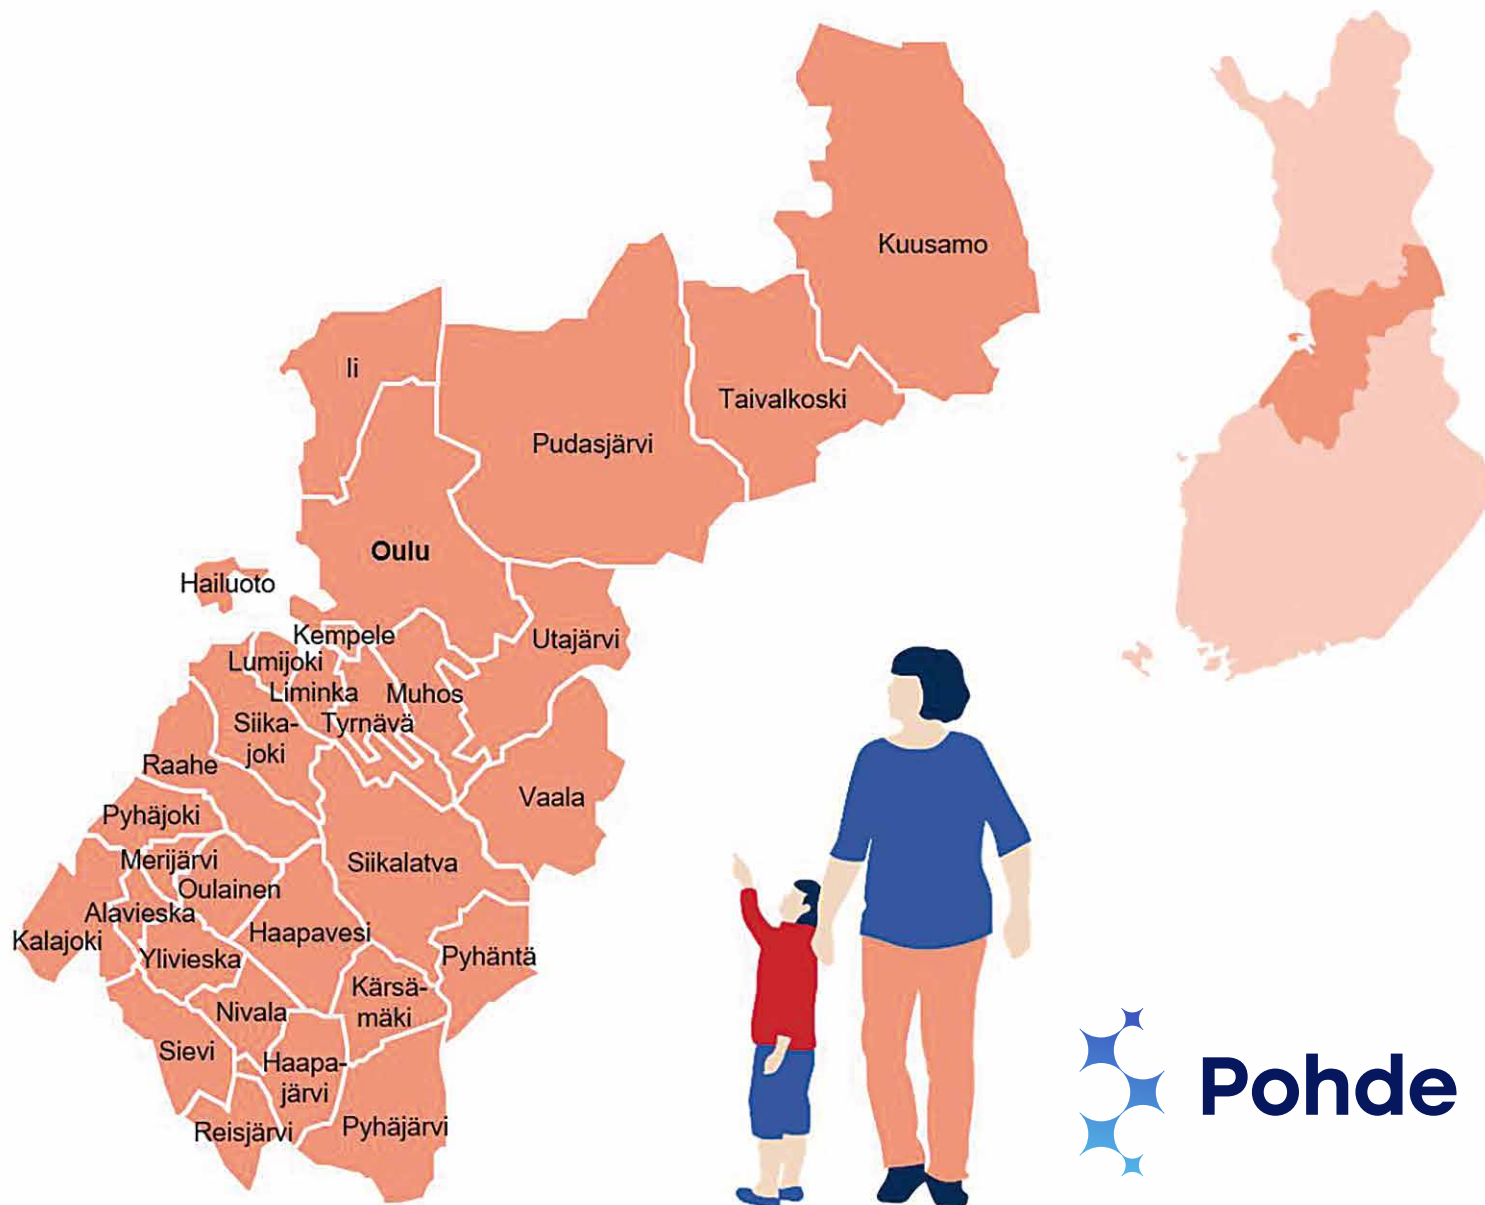 Kuusamo
Ii
Taivalkoski
Pudasjärvi
Oulu
Hailuoto
Kempele
Utajärvi
Lumijoki
Liminka
Muhos
Siika-
joki
Tyrnävä
Raahe
Vaala
Pyhäjoki
Merijärvi
Siikalatva
Oulainen
Alavieska
Haapavesi
Kalajoki
Ylivieska
Pyhäntä
Kärsä-
mäki
Nivala
Sievi
Haapa-
järvi
Reisjärvi
Pyhäjärvi
Pohde